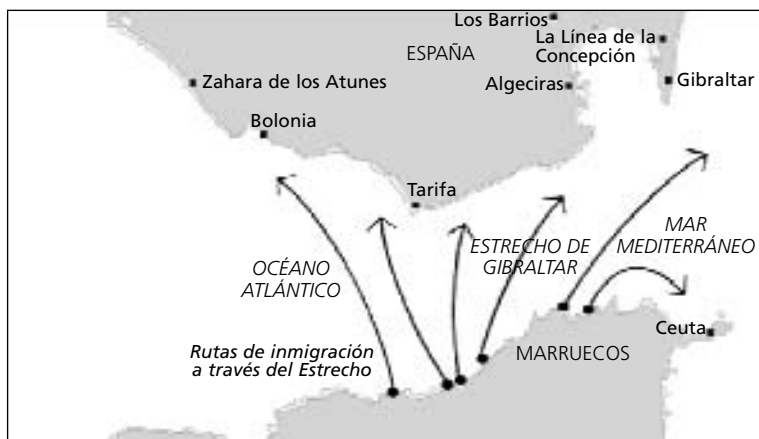 Los Barrios
La Línea de la
Concepción
ESPAÑA
Zahara de los Atunes
Algeciras
Gibraltar
Bolonia
Tarifa
ESTRECHO DE
GIBRALTAR
MAR
MEDITERRÁNEO
OCÉANO
ATLÁNTICO
Ceuta
Rutas de inmigración
a través del Estrecho
MARRUECOS